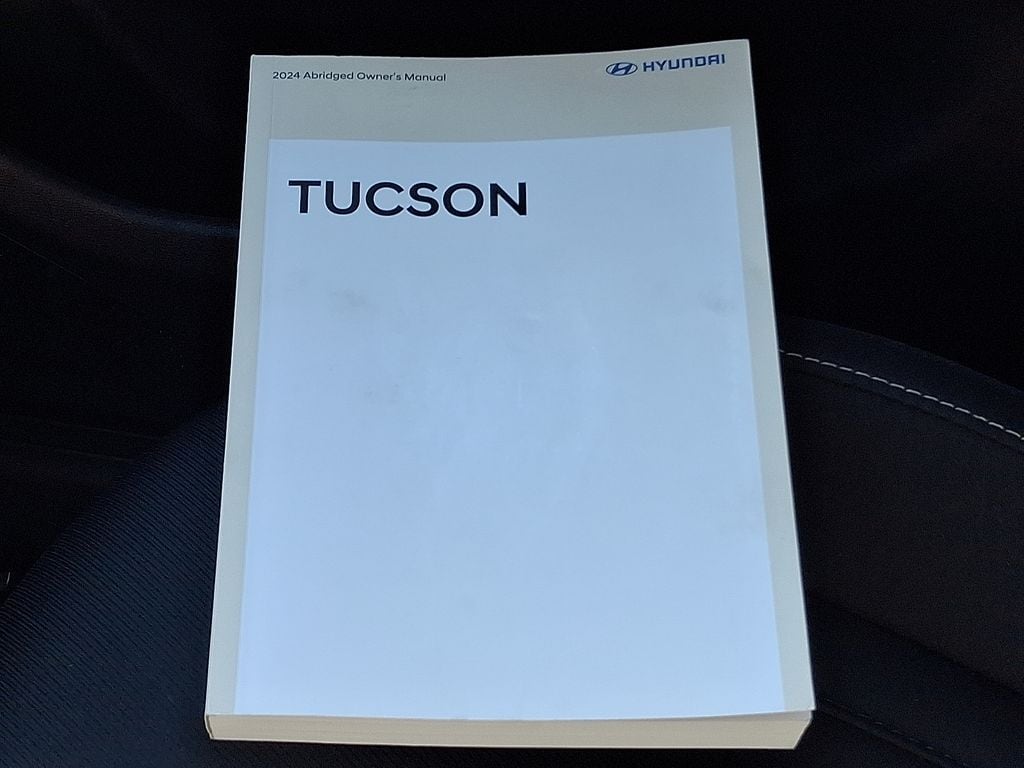 2024 Abridged Owner's Manual
HYUNDAI
TUCSON